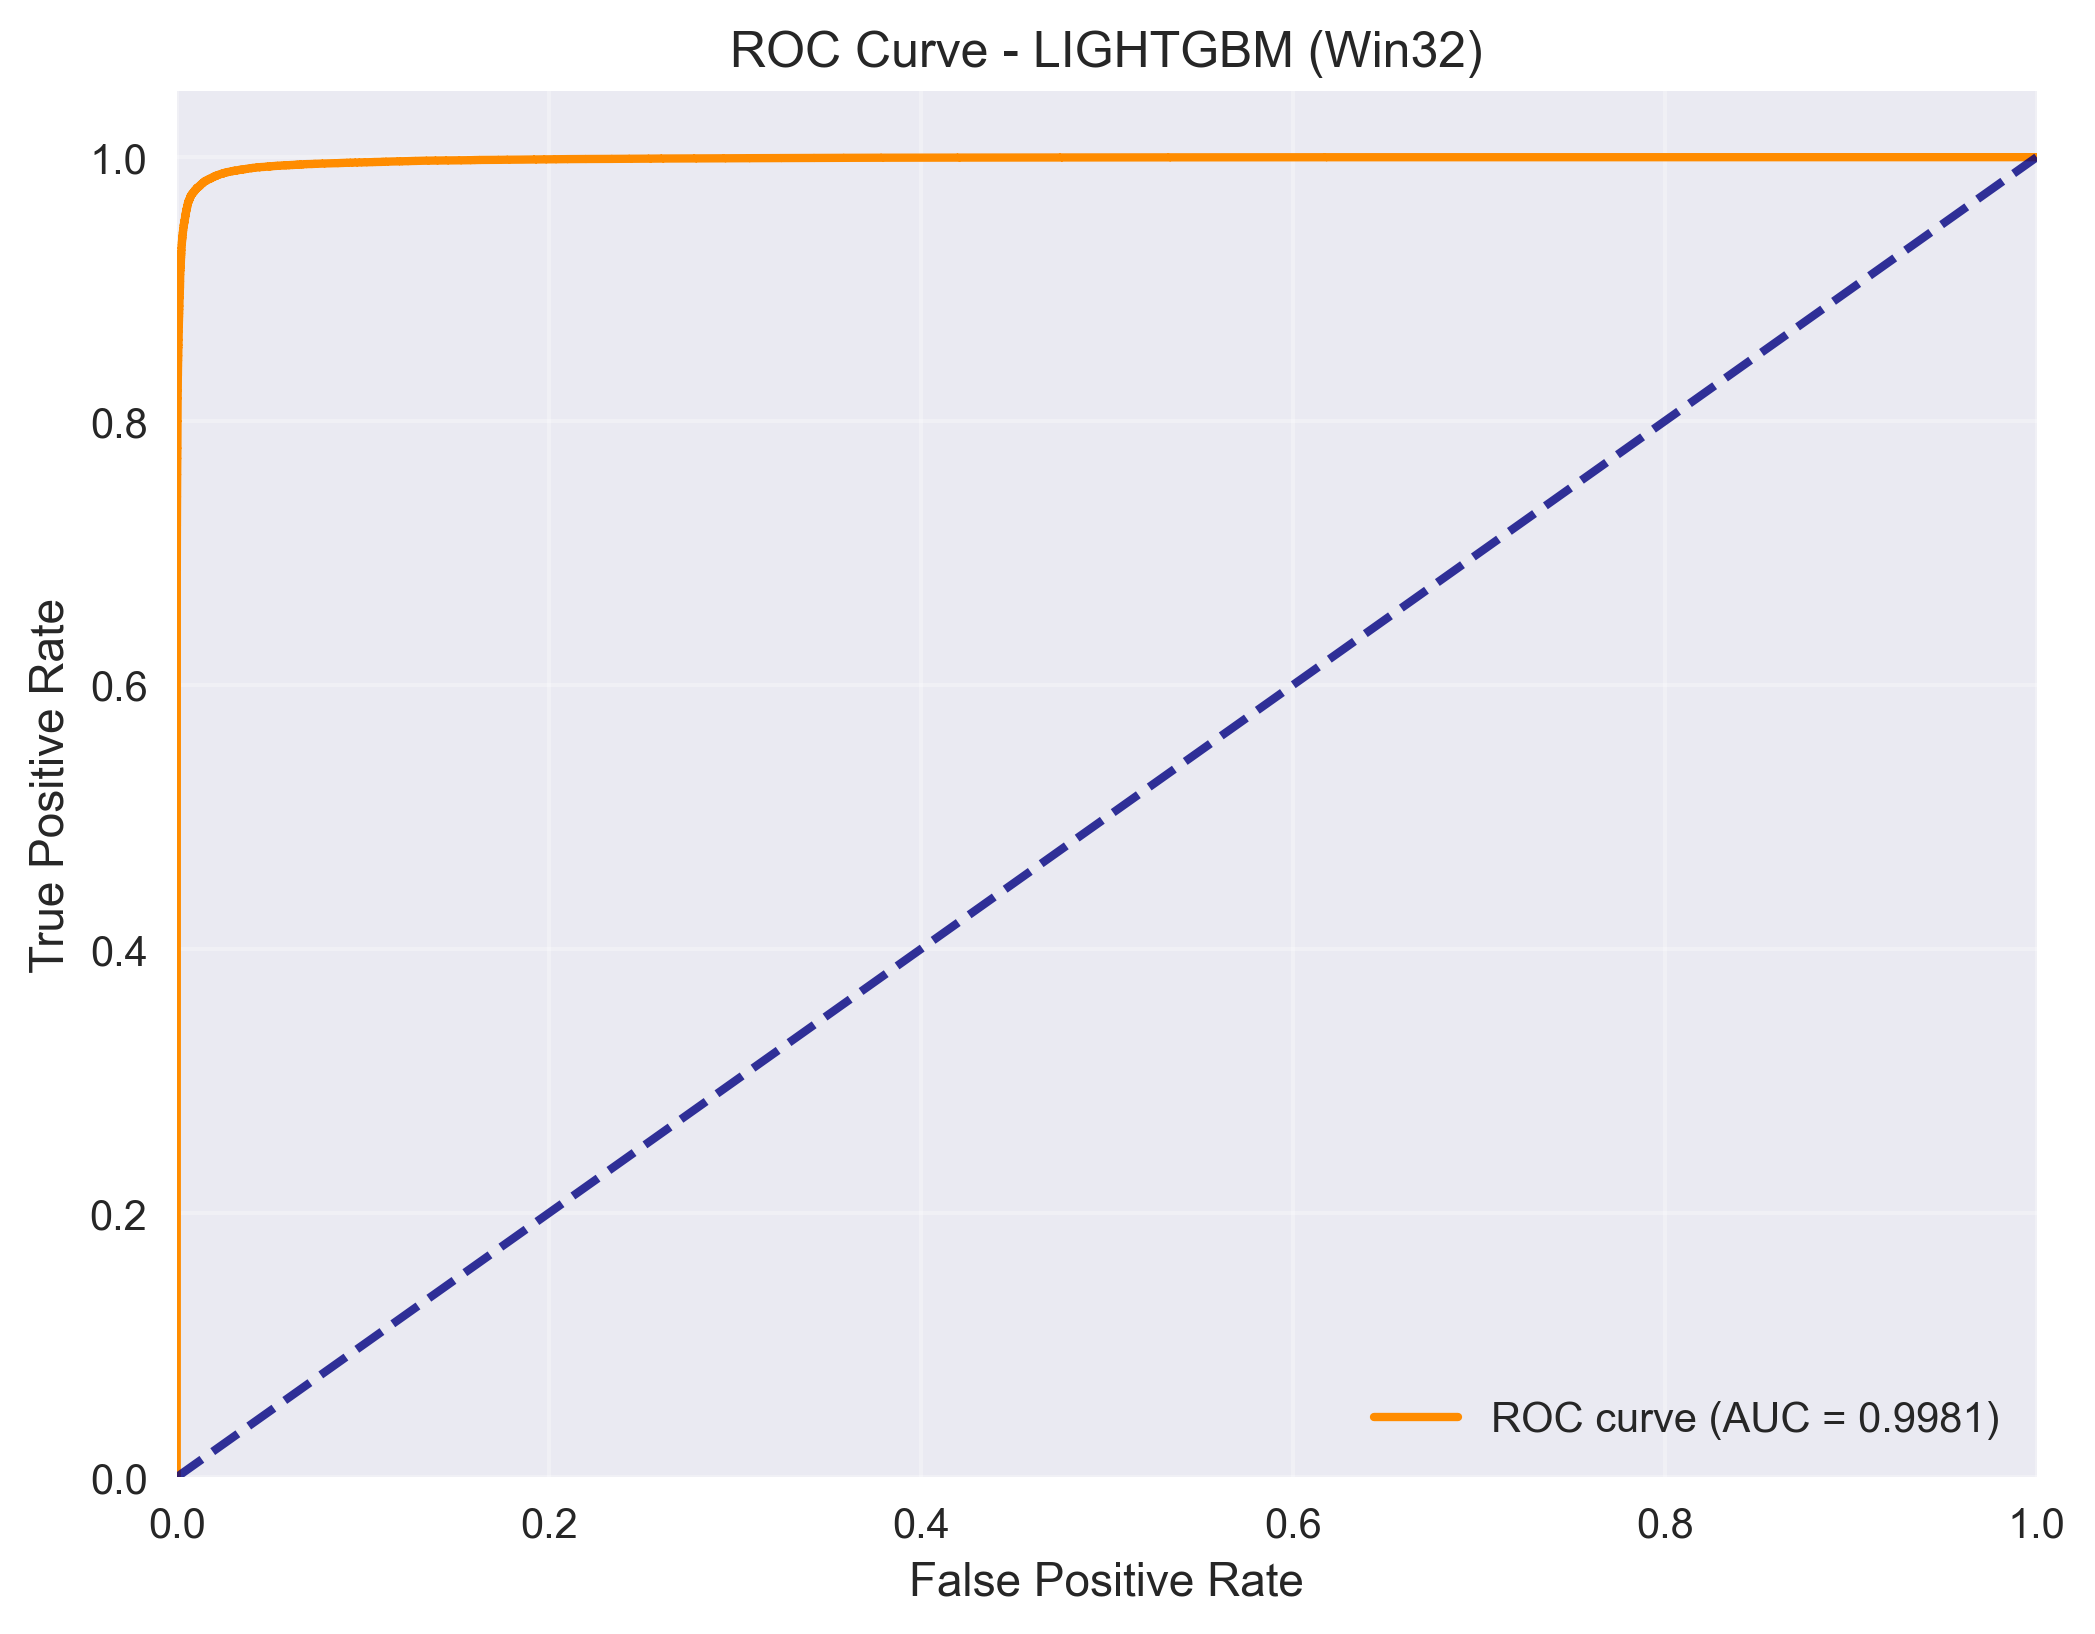 ROC Curve - LIGHTGBM (Win32)
1.0
0.8
0.6
0.4
0.2
0.0
True Positive Rate
0.0 0.2 0.4 0.6 0.8 1.0
False Positive Rate
ROC curve (AUC = 0.9981)